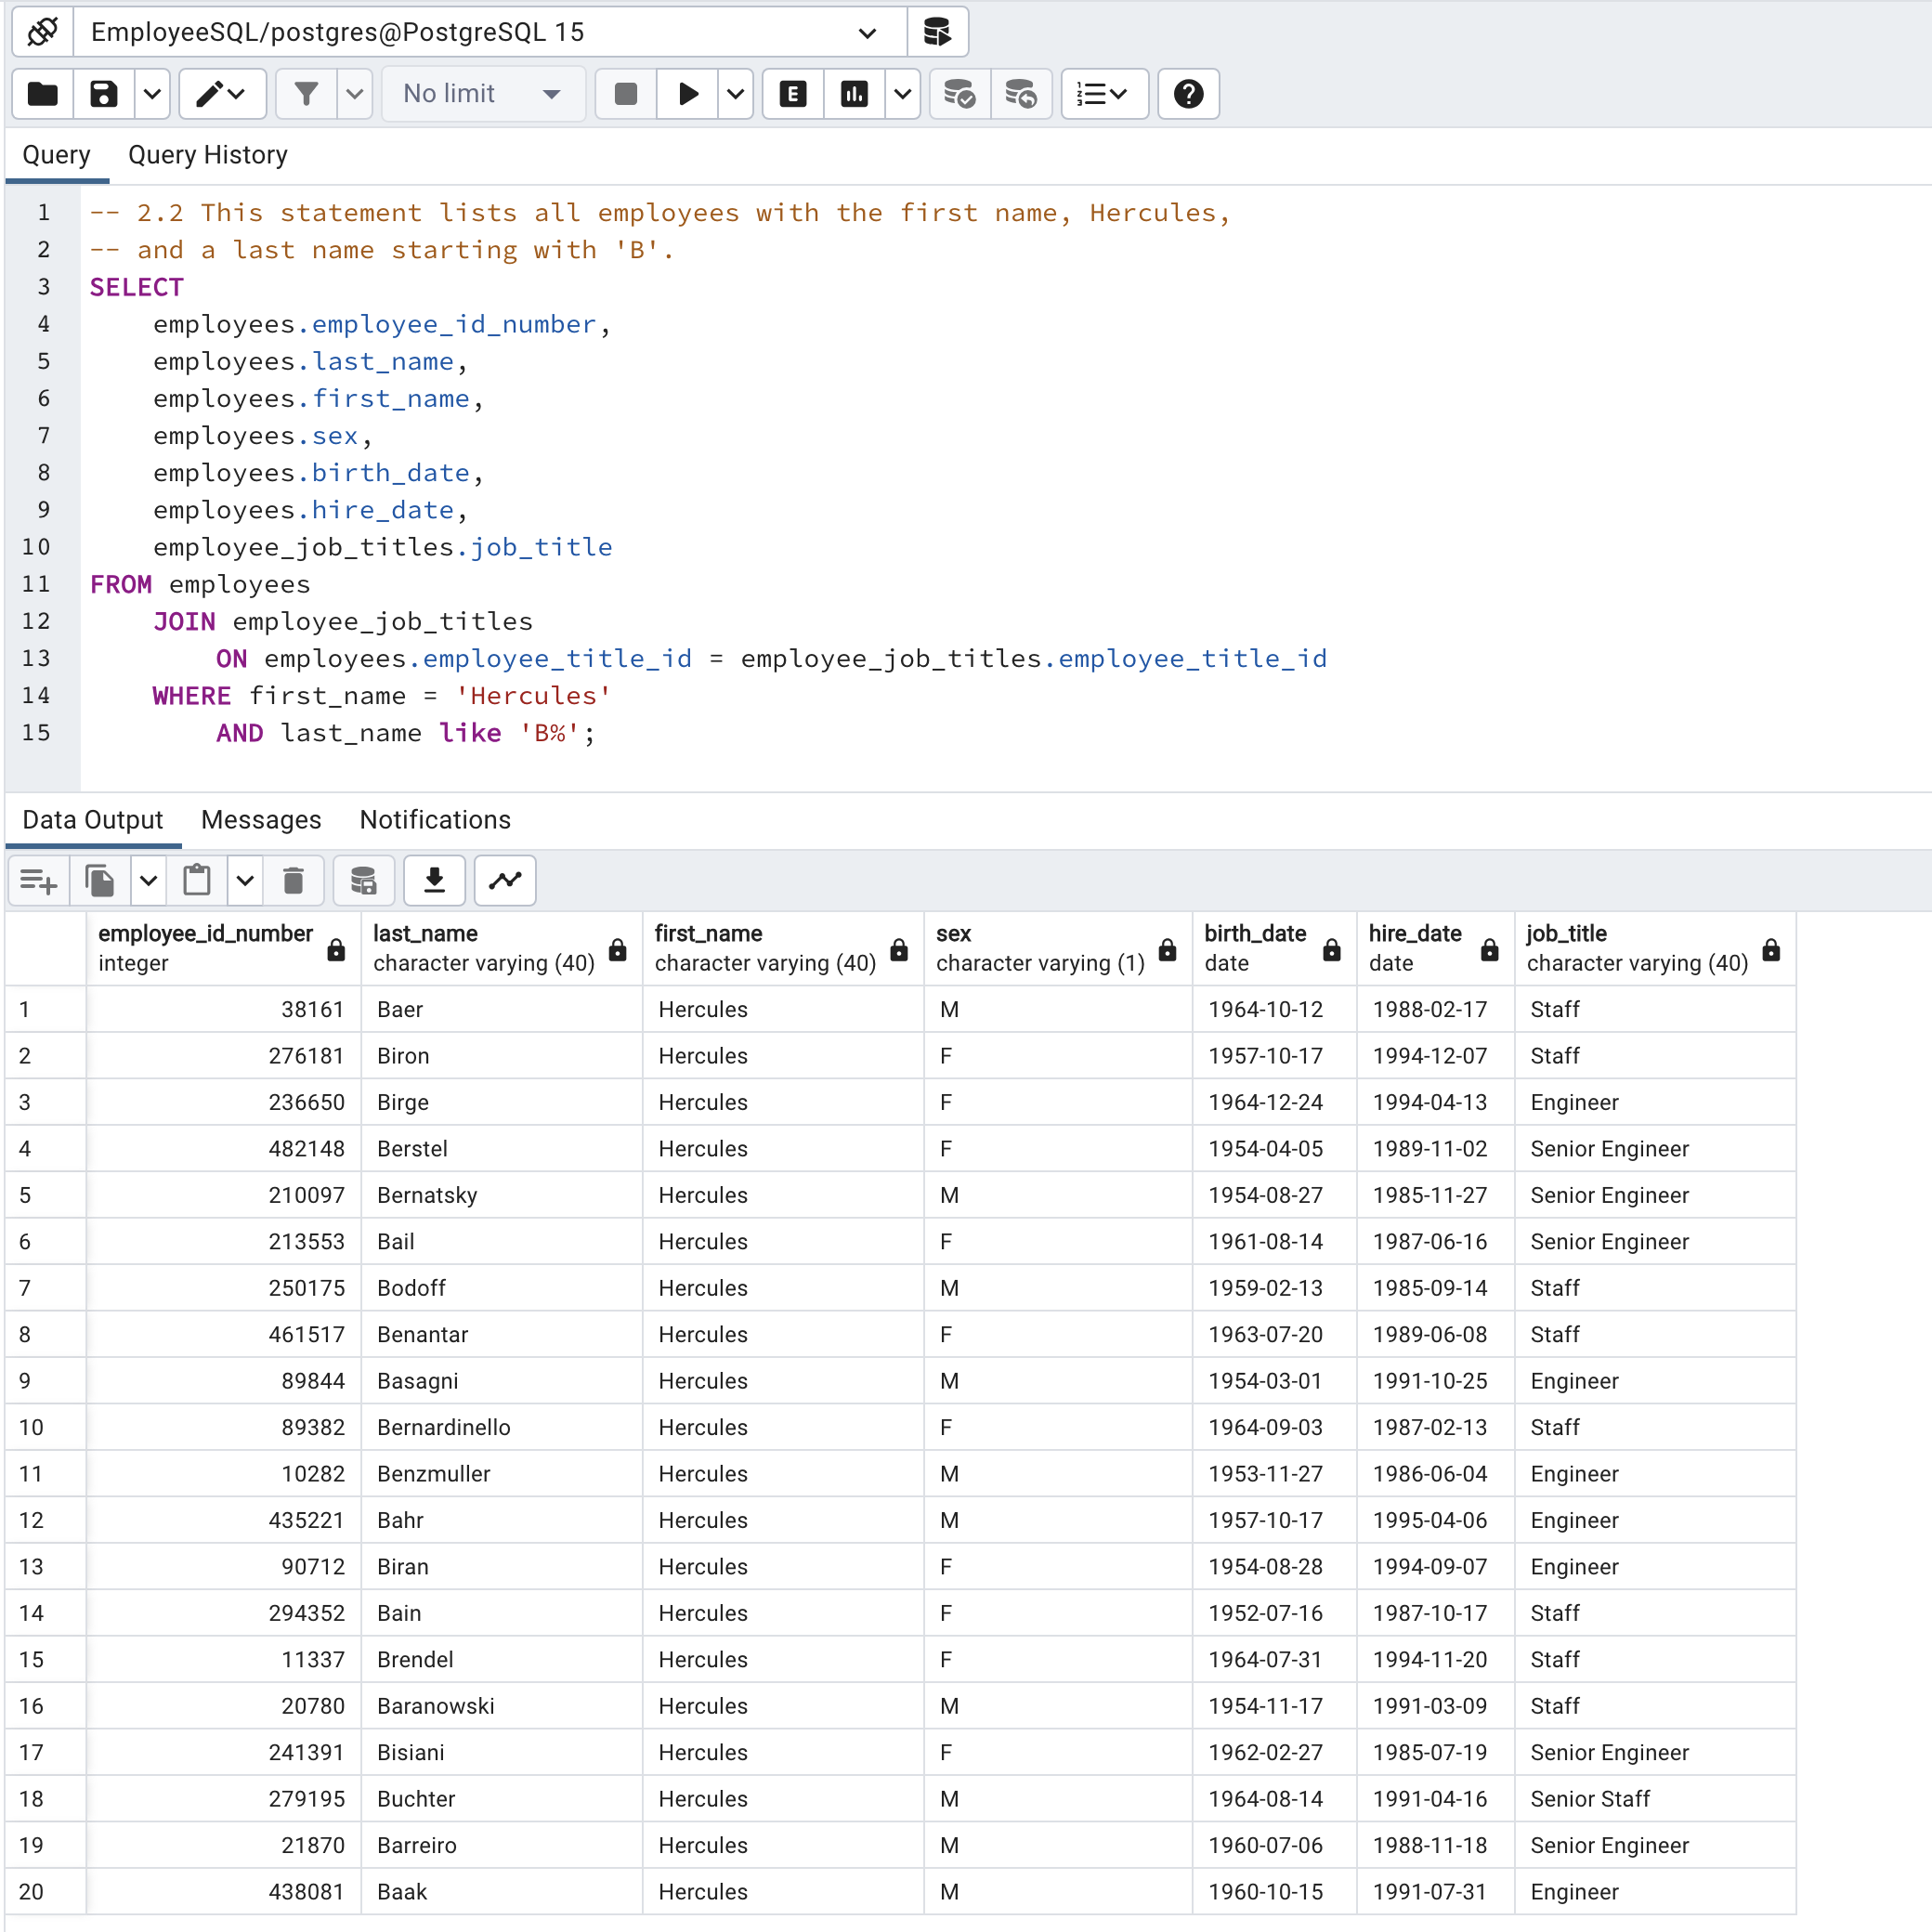 EmployeeSQL/postgres@PostgreSQL 15
No limit
E
Query Query History
1 -- 2.2 This statement lists all employees with the first name, Hercules,
2 -- and a last name starting with 'B'.
3 SELECT
4 employees.employee_id_number,
5 employees.last_name,
6 employees.first_name,
7 employees.sex,
8 employees.birth_date,
9 employees.hire_date,
10 employee_job_titles.job_title
11 FROM employees
12 JOIN employee_job_titles
13 ON employees.employee_title_id = employee_job_titles.employee_title_id
14 WHERE first_name = 'Hercules'
15 AND last_name like 'B%';
Data Output Messages Notifications
employee_id_number last_name first_name sex birth_date hire_date job_title
integer character varying (40) character varying (40) character varying (1) date date character varying (40)
1 38161 Baer Hercules M 1964-10-12 1988-02-17 Staff
2 276181 Biron Hercules F 1957-10-17 1994-12-07 Staff
3 236650 Birge Hercules F 1964-12-24 1994-04-13 Engineer
4 482148 Berstel Hercules F 1954-04-05 1989-11-02 Senior Engineer
5 210097 Bernatsky Hercules M 1954-08-27 1985-11-27 Senior Engineer
6 213553 Bail Hercules F 1961-08-14 1987-06-16 Senior Engineer
7 250175 Bodoff Hercules M 1959-02-13 1985-09-14 Staff
8 461517 Benantar Hercules F 1963-07-20 1989-06-08 Staff
9 89844 Basagni Hercules M 1954-03-01 1991-10-25 Engineer
10 89382 Bernardinello Hercules F 1964-09-03 1987-02-13 Staff
11 10282 Benzmuller Hercules M 1953-11-27 1986-06-04 Engineer
12 435221 Bahr Hercules M 1957-10-17 1995-04-06 Engineer
13 90712 Biran Hercules F 1954-08-28 1994-09-07 Engineer
14 294352 Bain Hercules F 1952-07-16 1987-10-17 Staff
15 11337 Brendel Hercules F 1964-07-31 1994-11-20 Staff
16 20780 Baranowski Hercules M 1954-11-17 1991-03-09 Staff
17 241391 Bisiani Hercules F 1962-02-27 1985-07-19 Senior Engineer
18 279195 Buchter Hercules M 1964-08-14 1991-04-16 Senior Staff
19 21870 Barreiro Hercules M 1960-07-06 1988-11-18 Senior Engineer
20 438081 Baak Hercules M 1960-10-15 1991-07-31 Engineer